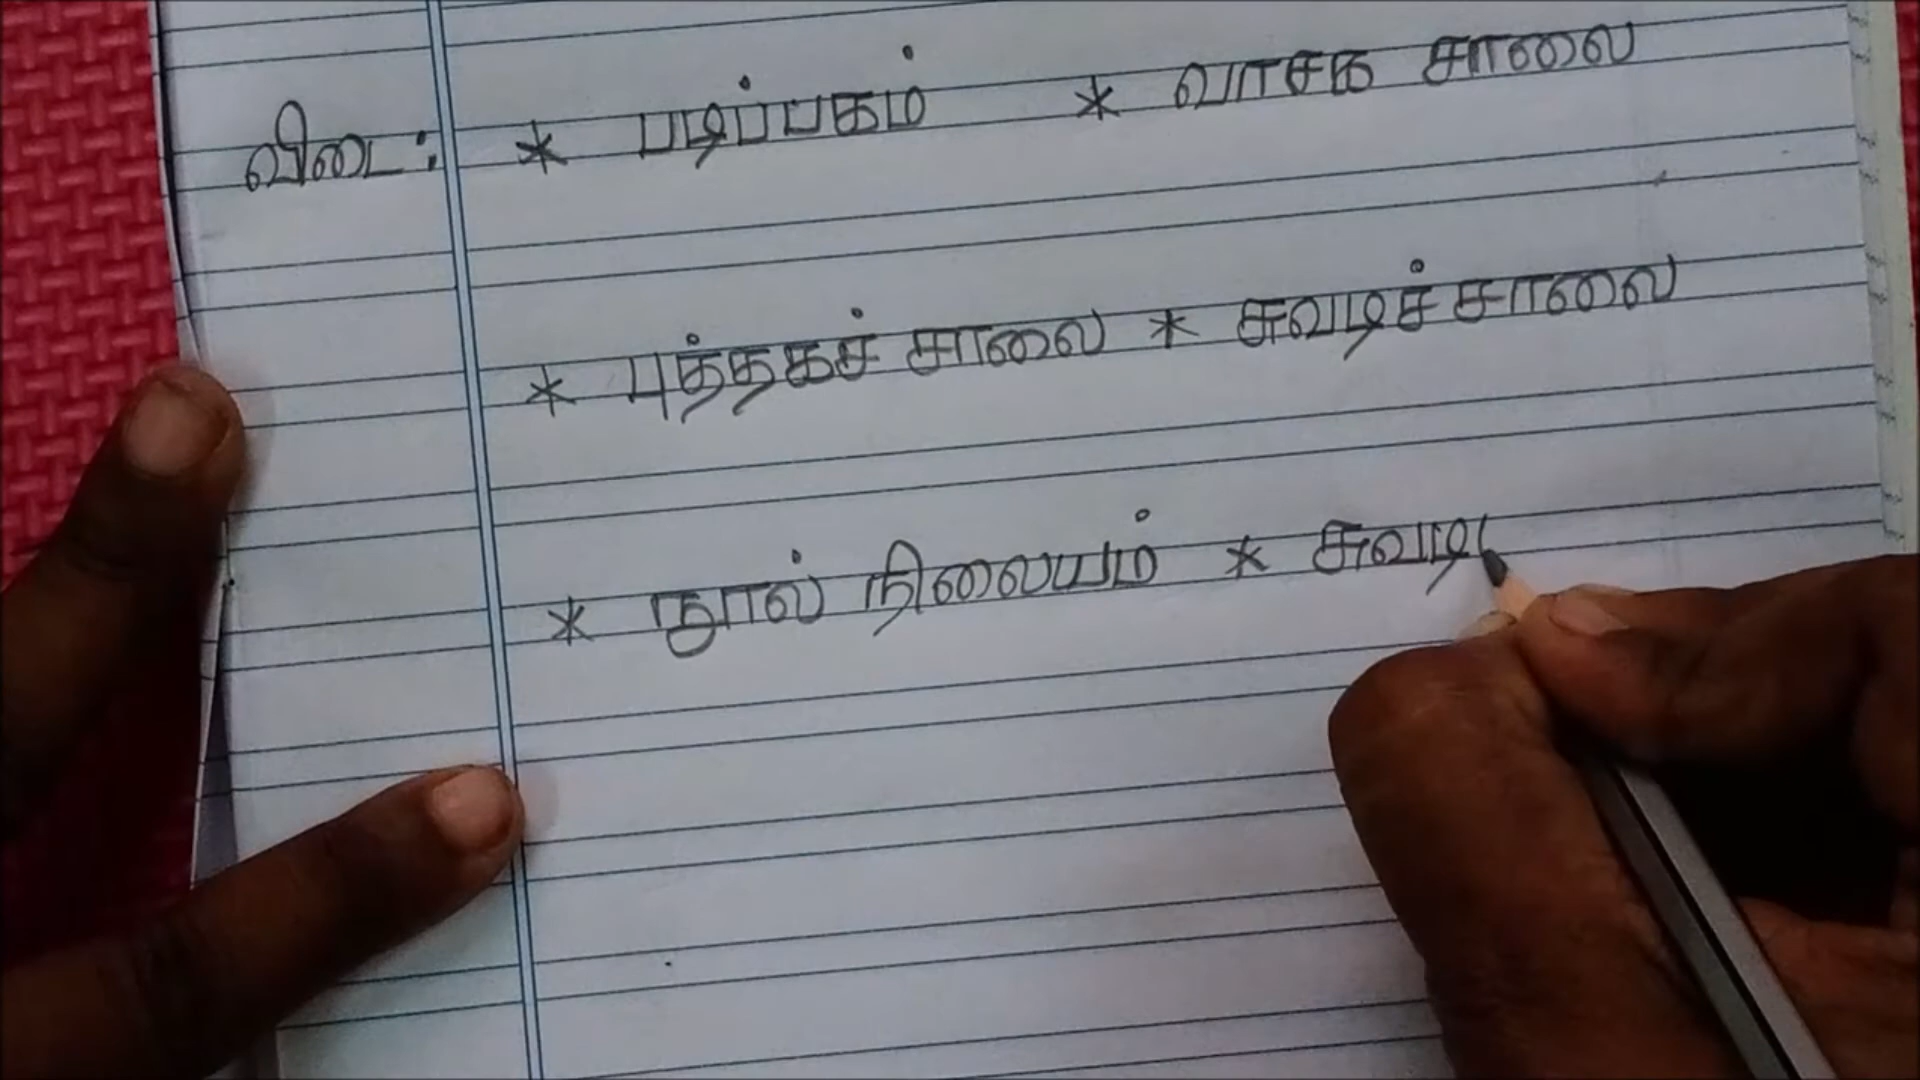 விடை: * படிப்பகம் * வாசக சாலை
* புத்தகச் சாலை * சுவடிச் சாலை
* நூல் நிலையம் * சுவடி